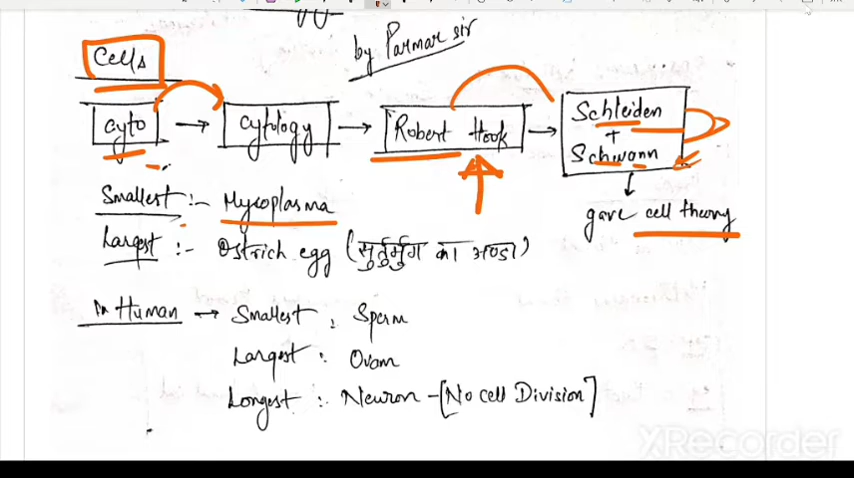 by Parmar sir
Cells
Cyto → Cytology → Robert Hook → Schleiden + Schwann
gave cell theory
Smallest :- Mycoplasma
Largest :- Ostrich egg (सुर्तुर्मुग का अण्डा)
In Human → Smallest : Sperm
Largest : Ovam
Longest : Neuron - [No cell Division]
XRecorder